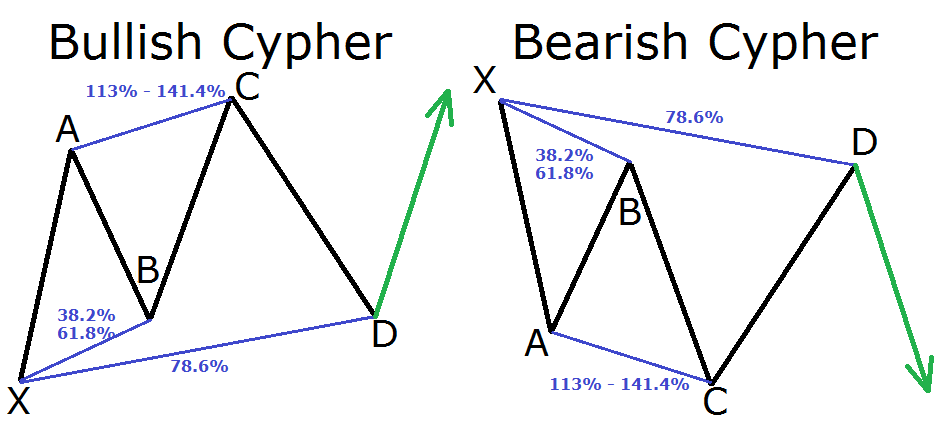 Bullish Cypher
113% - 141.4%
C
A
B
38.2%
61.8%
78.6%
D
X
Bearish Cypher
X
78.6%
D
38.2%
61.8%
B
A
113% - 141.4%
C